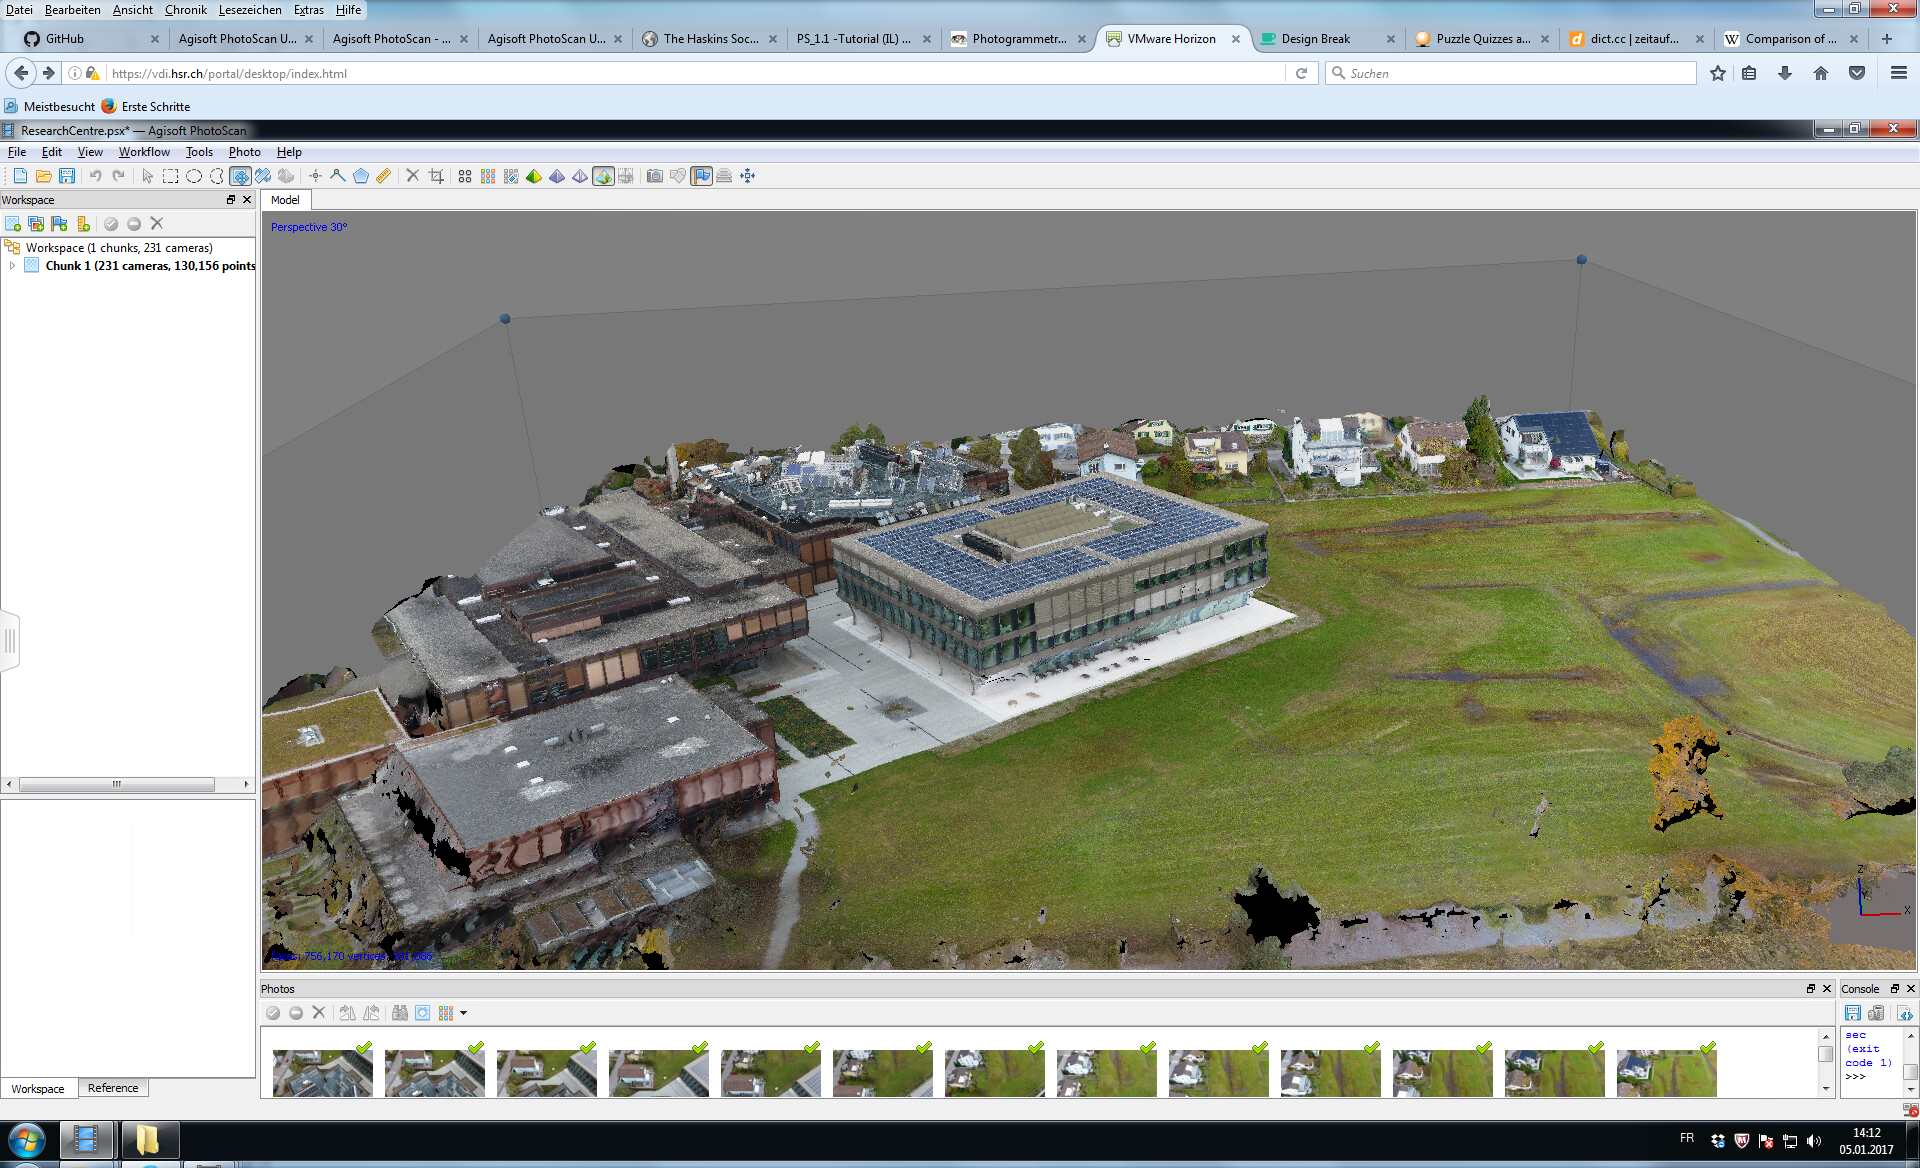 Datei Bearbeiten Ansicht Chronik Lesezeichen Extras Hilfe
GitHub
Agisoft PhotoScan U...
Agisoft PhotoScan - ...
Agisoft PhotoScan U...
The Haskins Soc...
PS_1.1 -Tutorial (IL) ...
Photogrammetr...
VMware Horizon
Design Break
Puzzle Quizzes a...
dict.cc | zeitauf...
Comparison of ...
https://vdi.hsr.ch/portal/desktop/index.html
Suchen
Meistbesucht Erste Schritte
ResearchCentre.psx* — Agisoft PhotoScan
File Edit View Workflow Tools Photo Help
Workspace
Model
Perspective 30°
Workspace (1 chunks, 231 cameras)
Chunk 1 (231 cameras, 130,156 points
Z
Y
X
756,170 vertices
Photos
Console
sec
(exit
code 1)
>>>
Workspace Reference
FR
14:12
05.01.2017